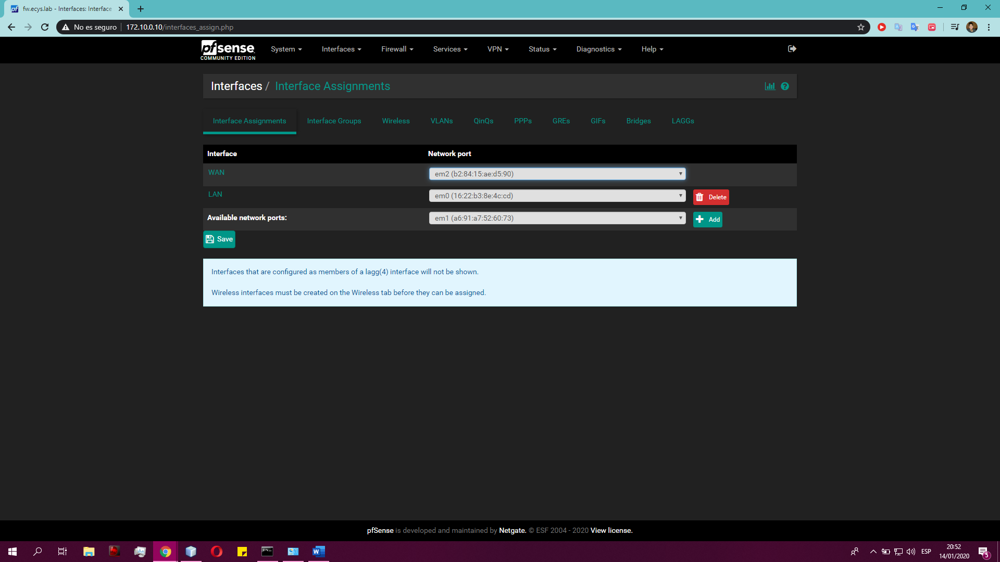 fw.ecys.lab - Interfaces: Interface
No es seguro 172.10.0.10/interfaces_assign.php
pfsense
COMMUNITY EDITION
System Interfaces Firewall Services VPN Status Diagnostics Help
Interfaces / Interface Assignments
Interface Assignments Interface Groups Wireless VLANs QinQs PPPs GREs GIFs Bridges LAGGs
Interface Network port
WAN em2 (b2:84:15:ae:d5:90)
LAN em0 (16:22:b3:8e:4c:cd) Delete
Available network ports: em1 (a6:91:a7:52:60:73) Add
Save
Interfaces that are configured as members of a lagg(4) interface will not be shown.
Wireless interfaces must be created on the Wireless tab before they can be assigned.
pfSense is developed and maintained by Netgate. © ESF 2004 - 2020 View license.
ESP
20:52
14/01/2020
5